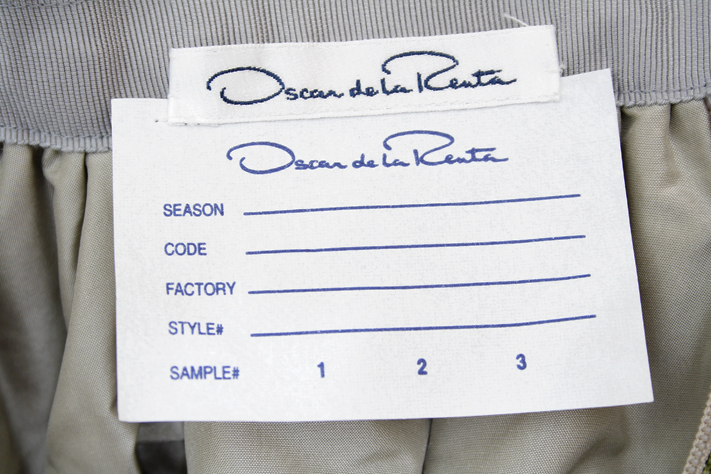 Oscar de la Renta
Oscar de la Renta
SEASON
CODE
FACTORY
STYLE#
SAMPLE# 1 2 3